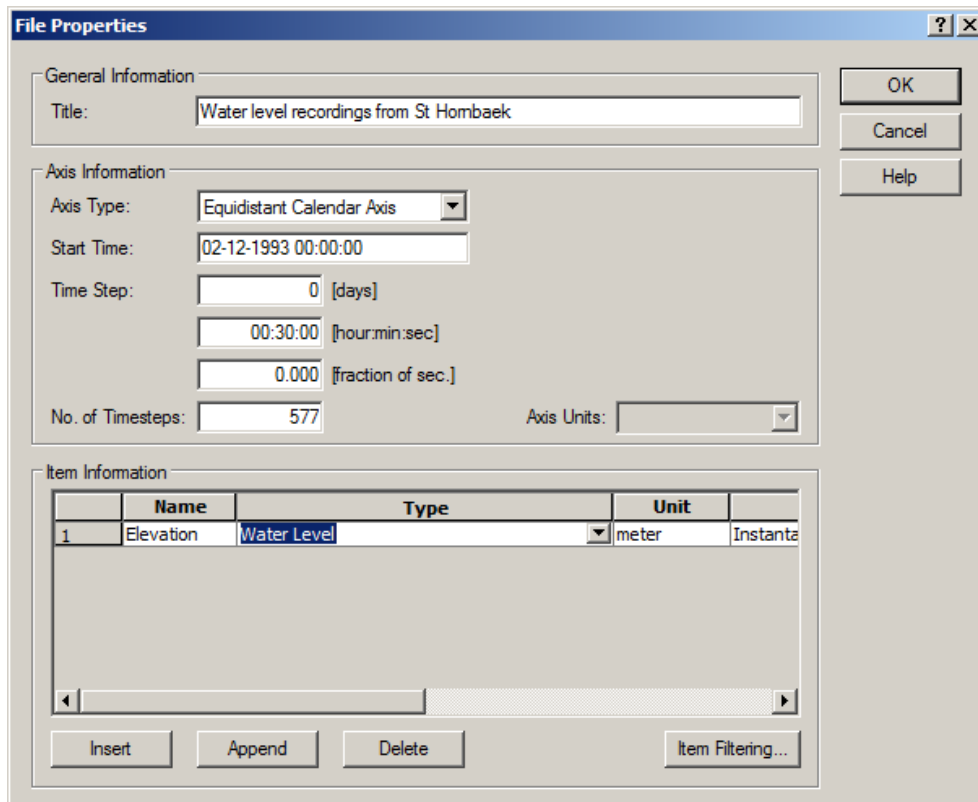 File Properties
General Information
Title: Water level recordings from St Hornbaek
OK
Cancel
Help
Axis Information
Axis Type: Equidistant Calendar Axis
Start Time: 02-12-1993 00:00:00
Time Step: 0 [days]
00:30:00 [hour:min:sec]
0.000 [fraction of sec.]
No. of Timesteps: 577 Axis Units:
Item Information
Name Type Unit
1 Elevation Water Level meter Instanta
Insert Append Delete Item Filtering...